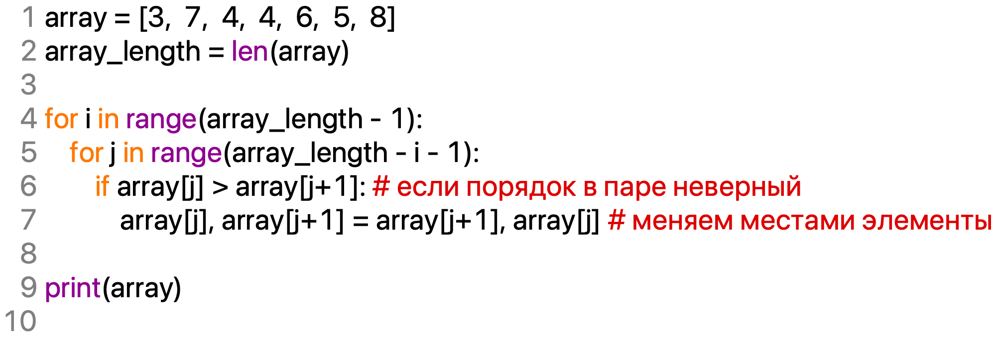 1 array = [3, 7, 4, 4, 6, 5, 8]
2 array_length = len(array)
3
4 for i in range(array_length - 1):
5     for j in range(array_length - i - 1):
6         if array[j] > array[j+1]: # если порядок в паре неверный
7             array[j], array[j+1] = array[j+1], array[j] # меняем местами элементы
8
9 print(array)
10